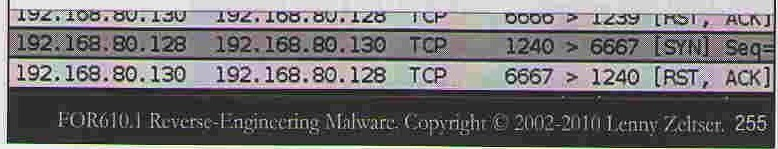 192.168.80.130 192.168.80.128 TCP 6666 > 1239 [RST, ACK]
192.168.80.128 192.168.80.130 TCP 1240 > 6667 [SYN] Seq=
192.168.80.130 192.168.80.128 TCP 6667 > 1240 [RST, ACK]
FOR610.1 Reverse-Engineering Malware. Copyright © 2002-2010 Lenny Zeltser. 255